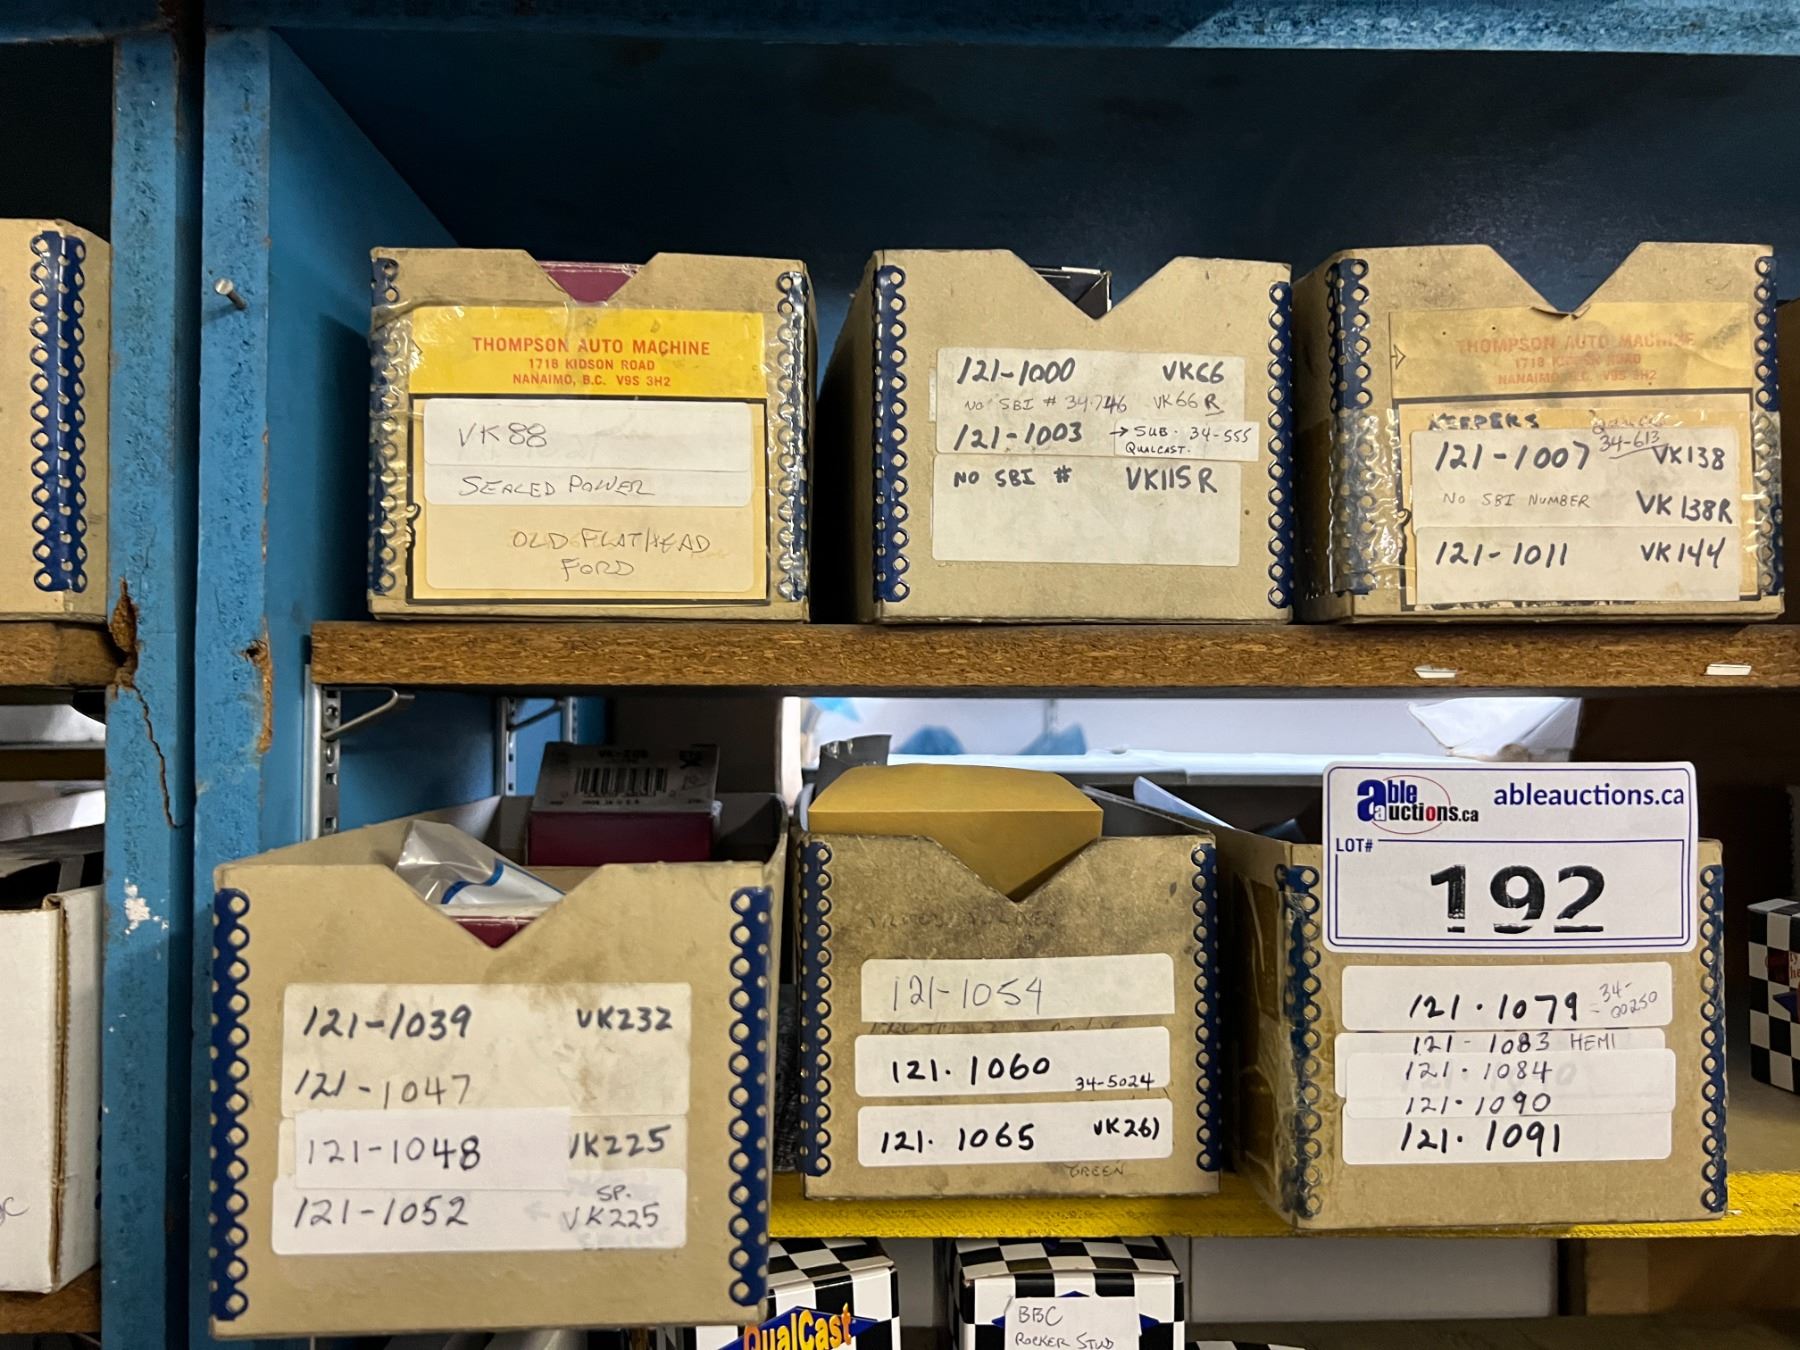 THOMPSON AUTO MACHINE
1718 KIDSON ROAD
NANAIMO, B.C. V9S 3H2
VK88
SEALED POWER
OLD FLATHEAD
FORD
121-1000 VK66
NO SBI # 34-746 VK66R
121-1003 → SUB. 34-555
QUALCAST.
NO SBI # VK115R
THOMPSON AUTO MACHINE
1718 KIDSON ROAD
NANAIMO, B.C. V9S 3H2
KEEPERS
34-613
121-1007 VK138
NO SBI NUMBER VK138R
121-1011 VK144
121-1039 VK232
121-1047
121-1048 VK225
121-1052 SP.
VK225
121-1054
121.1060 34-5024
121.1065 VK261
GREEN
able auctions.ca ableauctions.ca
LOT#
192
121.1079 = 34-
00250
121-1083 HEMI
121.1084
121.1090
121.1091
QualCast
BBC
ROCKER STUD